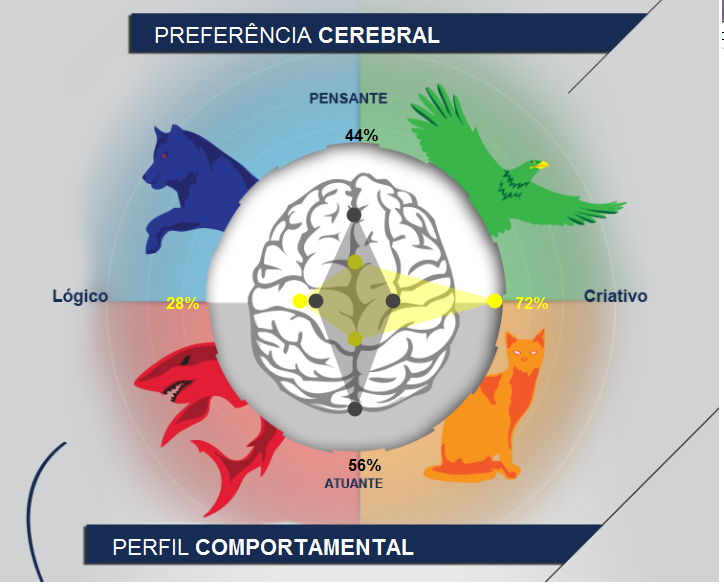 PREFERÊNCIA CEREBRAL
PENSANTE
44%
Lógico
28%
72%
Criativo
56%
ATUANTE
PERFIL COMPORTAMENTAL